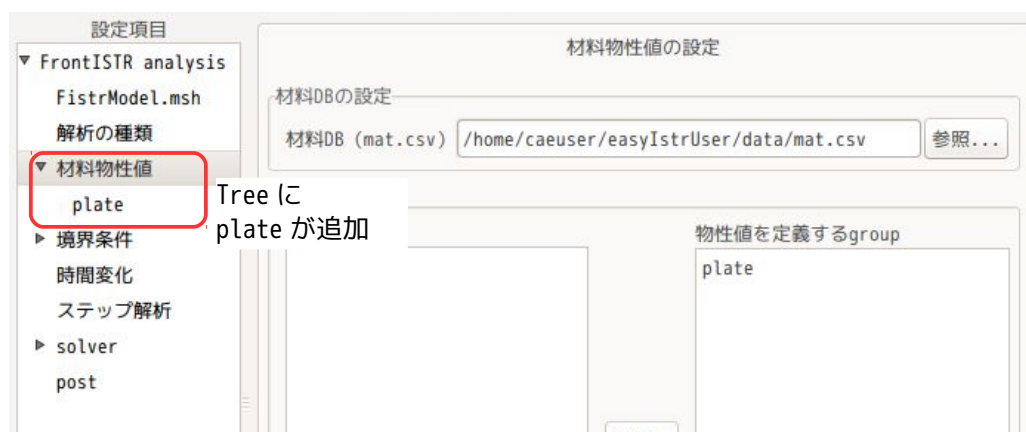 設定項目
▼ FrontISTR analysis
FistrModel.msh
解析の種類
▼ 材料物性値
plate
▶ 境界条件
時間変化
ステップ解析
▶ solver
post
Tree に
plate が追加
材料物性値の設定
材料DBの設定
材料DB (mat.csv) /home/caeuser/easyIstrUser/data/mat.csv 参照...
物性値を定義するgroup
plate